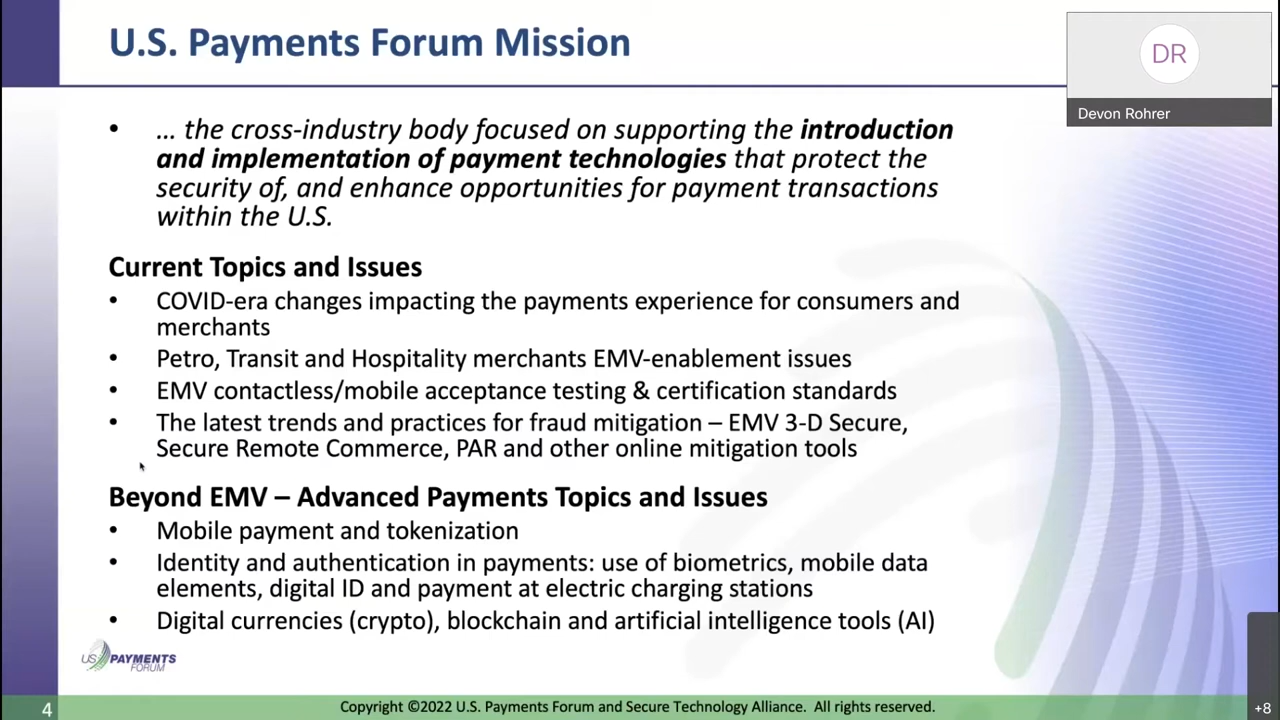 U.S. Payments Forum Mission
DR
Devon Rohrer
• … the cross-industry body focused on supporting the introduction
and implementation of payment technologies that protect the
security of, and enhance opportunities for payment transactions
within the U.S.
Current Topics and Issues
• COVID-era changes impacting the payments experience for consumers and
merchants
• Petro, Transit and Hospitality merchants EMV-enablement issues
• EMV contactless/mobile acceptance testing & certification standards
• The latest trends and practices for fraud mitigation – EMV 3-D Secure,
Secure Remote Commerce, PAR and other online mitigation tools
Beyond EMV – Advanced Payments Topics and Issues
• Mobile payment and tokenization
• Identity and authentication in payments: use of biometrics, mobile data
elements, digital ID and payment at electric charging stations
• Digital currencies (crypto), blockchain and artificial intelligence tools (AI)
US PAYMENTS
FORUM
4
Copyright ©2022 U.S. Payments Forum and Secure Technology Alliance. All rights reserved.
+8